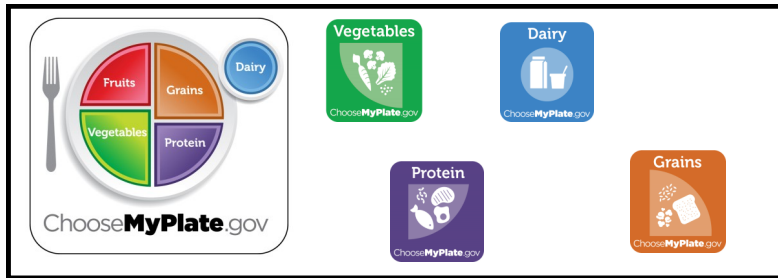 Fruits
Grains
Dairy
Vegetables
Protein
ChooseMyPlate.gov
Vegetables
ChooseMyPlate.gov
Dairy
ChooseMyPlate.gov
Protein
ChooseMyPlate.gov
Grains
ChooseMyPlate.gov